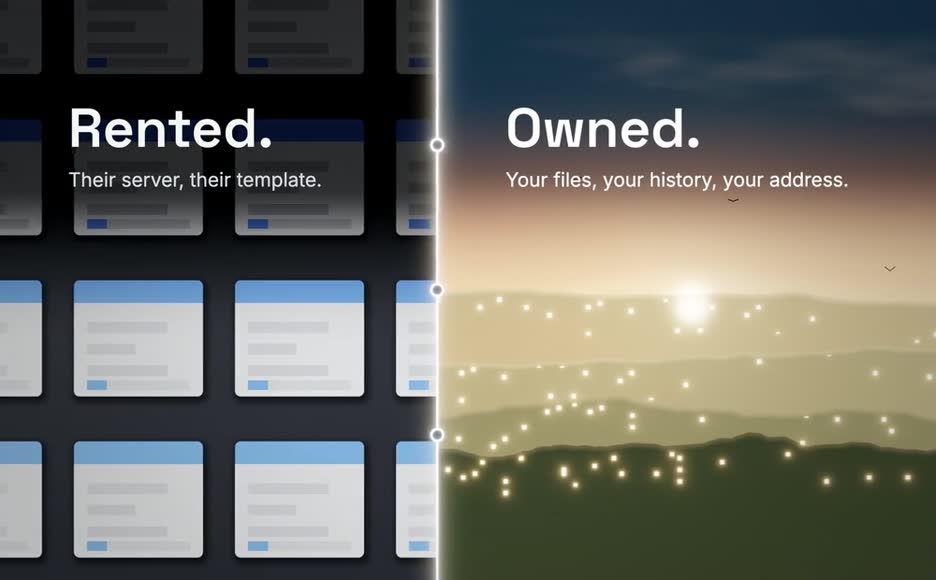 Rented.
Their server, their template.
Owned.
Your files, your history, your address.